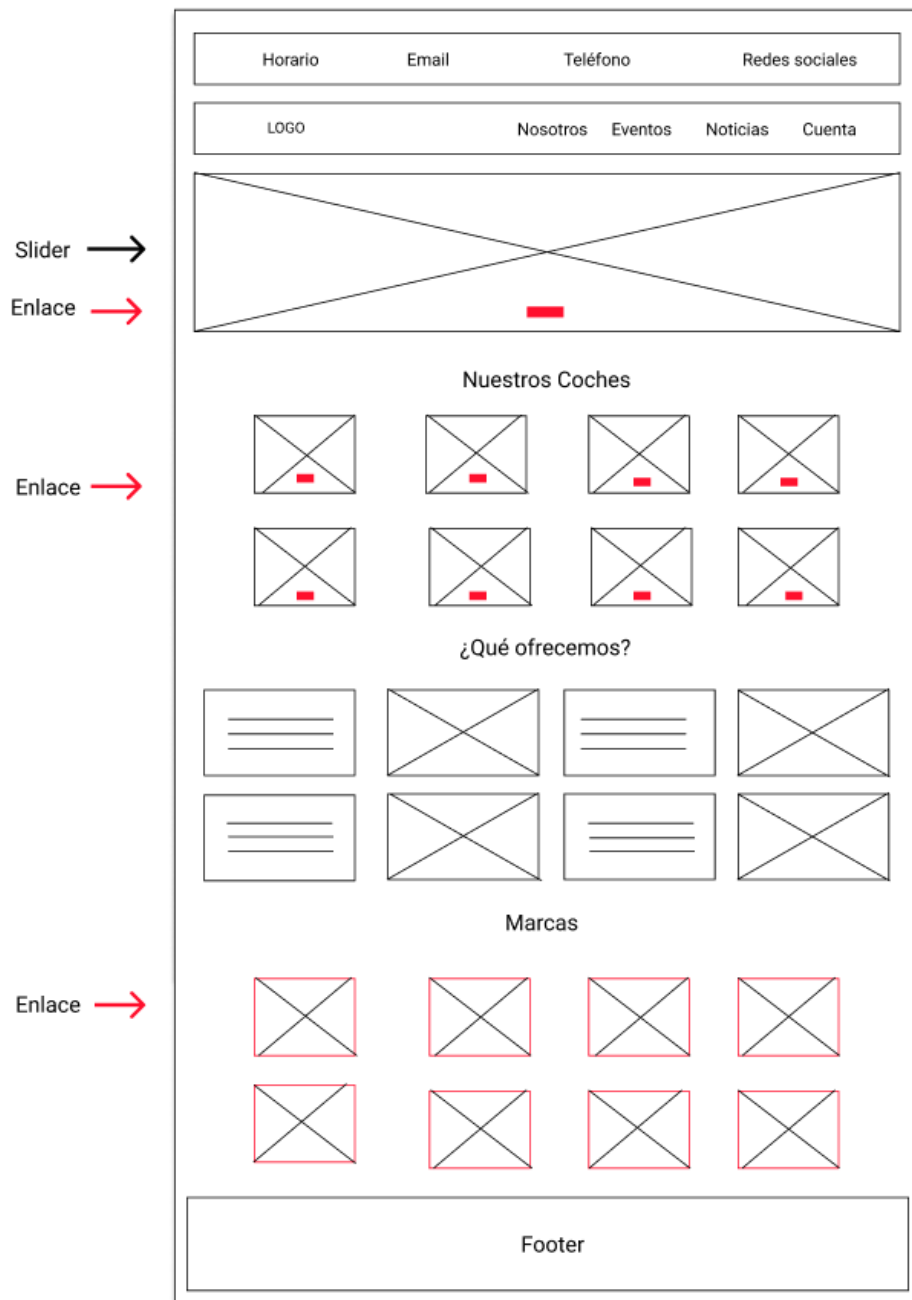 Horario Email Teléfono Redes sociales
LOGO Nosotros Eventos Noticias Cuenta
Slider
Enlace
Nuestros Coches
Enlace
¿Qué ofrecemos?
Marcas
Enlace
Footer